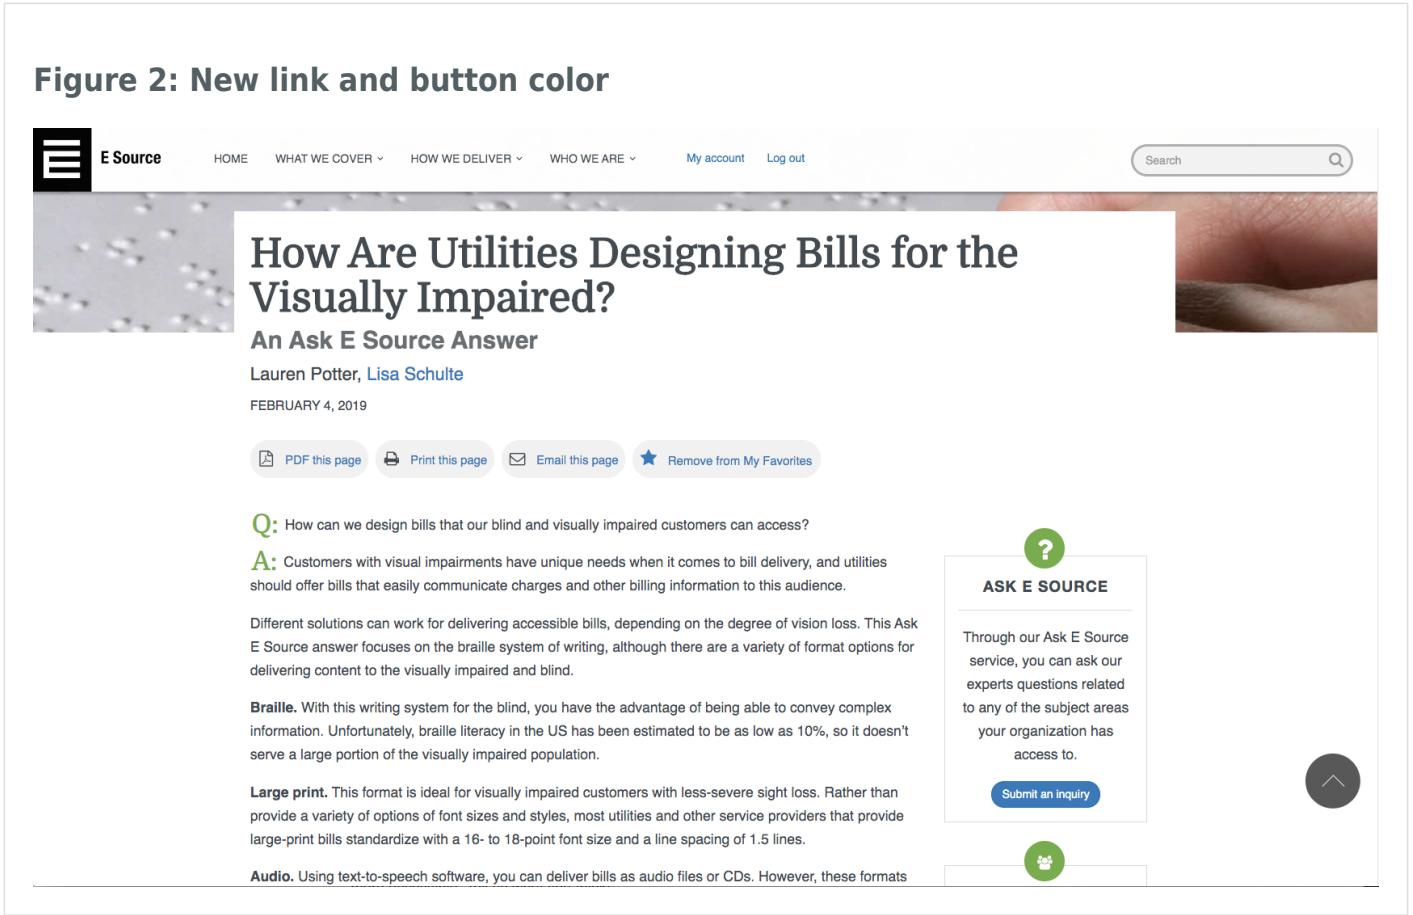 Figure 2: New link and button color
E Source
HOME WHAT WE COVER HOW WE DELIVER WHO WE ARE My account Log out Search
How Are Utilities Designing Bills for the
Visually Impaired?
An Ask E Source Answer
Lauren Potter, Lisa Schulte
FEBRUARY 4, 2019
PDF this page Print this page Email this page Remove from My Favorites
Q: How can we design bills that our blind and visually impaired customers can access?
A: Customers with visual impairments have unique needs when it comes to bill delivery, and utilities
should offer bills that easily communicate charges and other billing information to this audience.
Different solutions can work for delivering accessible bills, depending on the degree of vision loss. This Ask
E Source answer focuses on the braille system of writing, although there are a variety of format options for
delivering content to the visually impaired and blind.
Braille. With this writing system for the blind, you have the advantage of being able to convey complex
information. Unfortunately, braille literacy in the US has been estimated to be as low as 10%, so it doesn't
serve a large portion of the visually impaired population.
Large print. This format is ideal for visually impaired customers with less-severe sight loss. Rather than
provide a variety of options of font sizes and styles, most utilities and other service providers that provide
large-print bills standardize with a 16- to 18-point font size and a line spacing of 1.5 lines.
Audio. Using text-to-speech software, you can deliver bills as audio files or CDs. However, these formats
?
ASK E SOURCE
Through our Ask E Source
service, you can ask our
experts questions related
to any of the subject areas
your organization has
access to.
Submit an inquiry